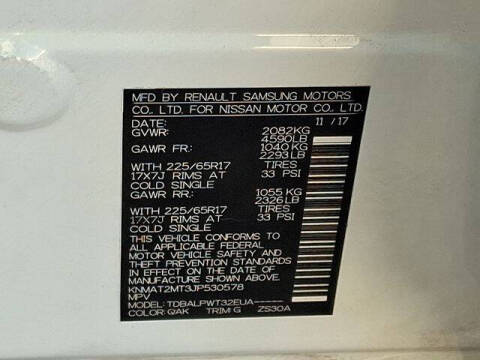 MFD BY RENAULT SAMSUNG MOTORS
CO., LTD. FOR NISSAN MOTOR CO., LTD.
DATE: 11 / 17
GVWR: 2082KG
4590LB
GAWR FR: 1040 KG
2293LB
WITH 225/65R17 TIRES
17X7J RIMS AT 33 PSI
COLD SINGLE
GAWR RR: 1055 KG
2326LB
WITH 225/65R17 TIRES
17X7J RIMS AT 33 PSI
COLD SINGLE
THIS VEHICLE CONFORMS TO
ALL APPLICABLE FEDERAL
MOTOR VEHICLE SAFETY AND
THEFT PREVENTION STANDARDS
IN EFFECT ON THE DATE OF
MANUFACTURE SHOWN ABOVE.
KNMAT2MT3JP530578
MPV
MODEL:TDBALPWT32EUA-----
COLOR:QAK TRIM:G ZS30A